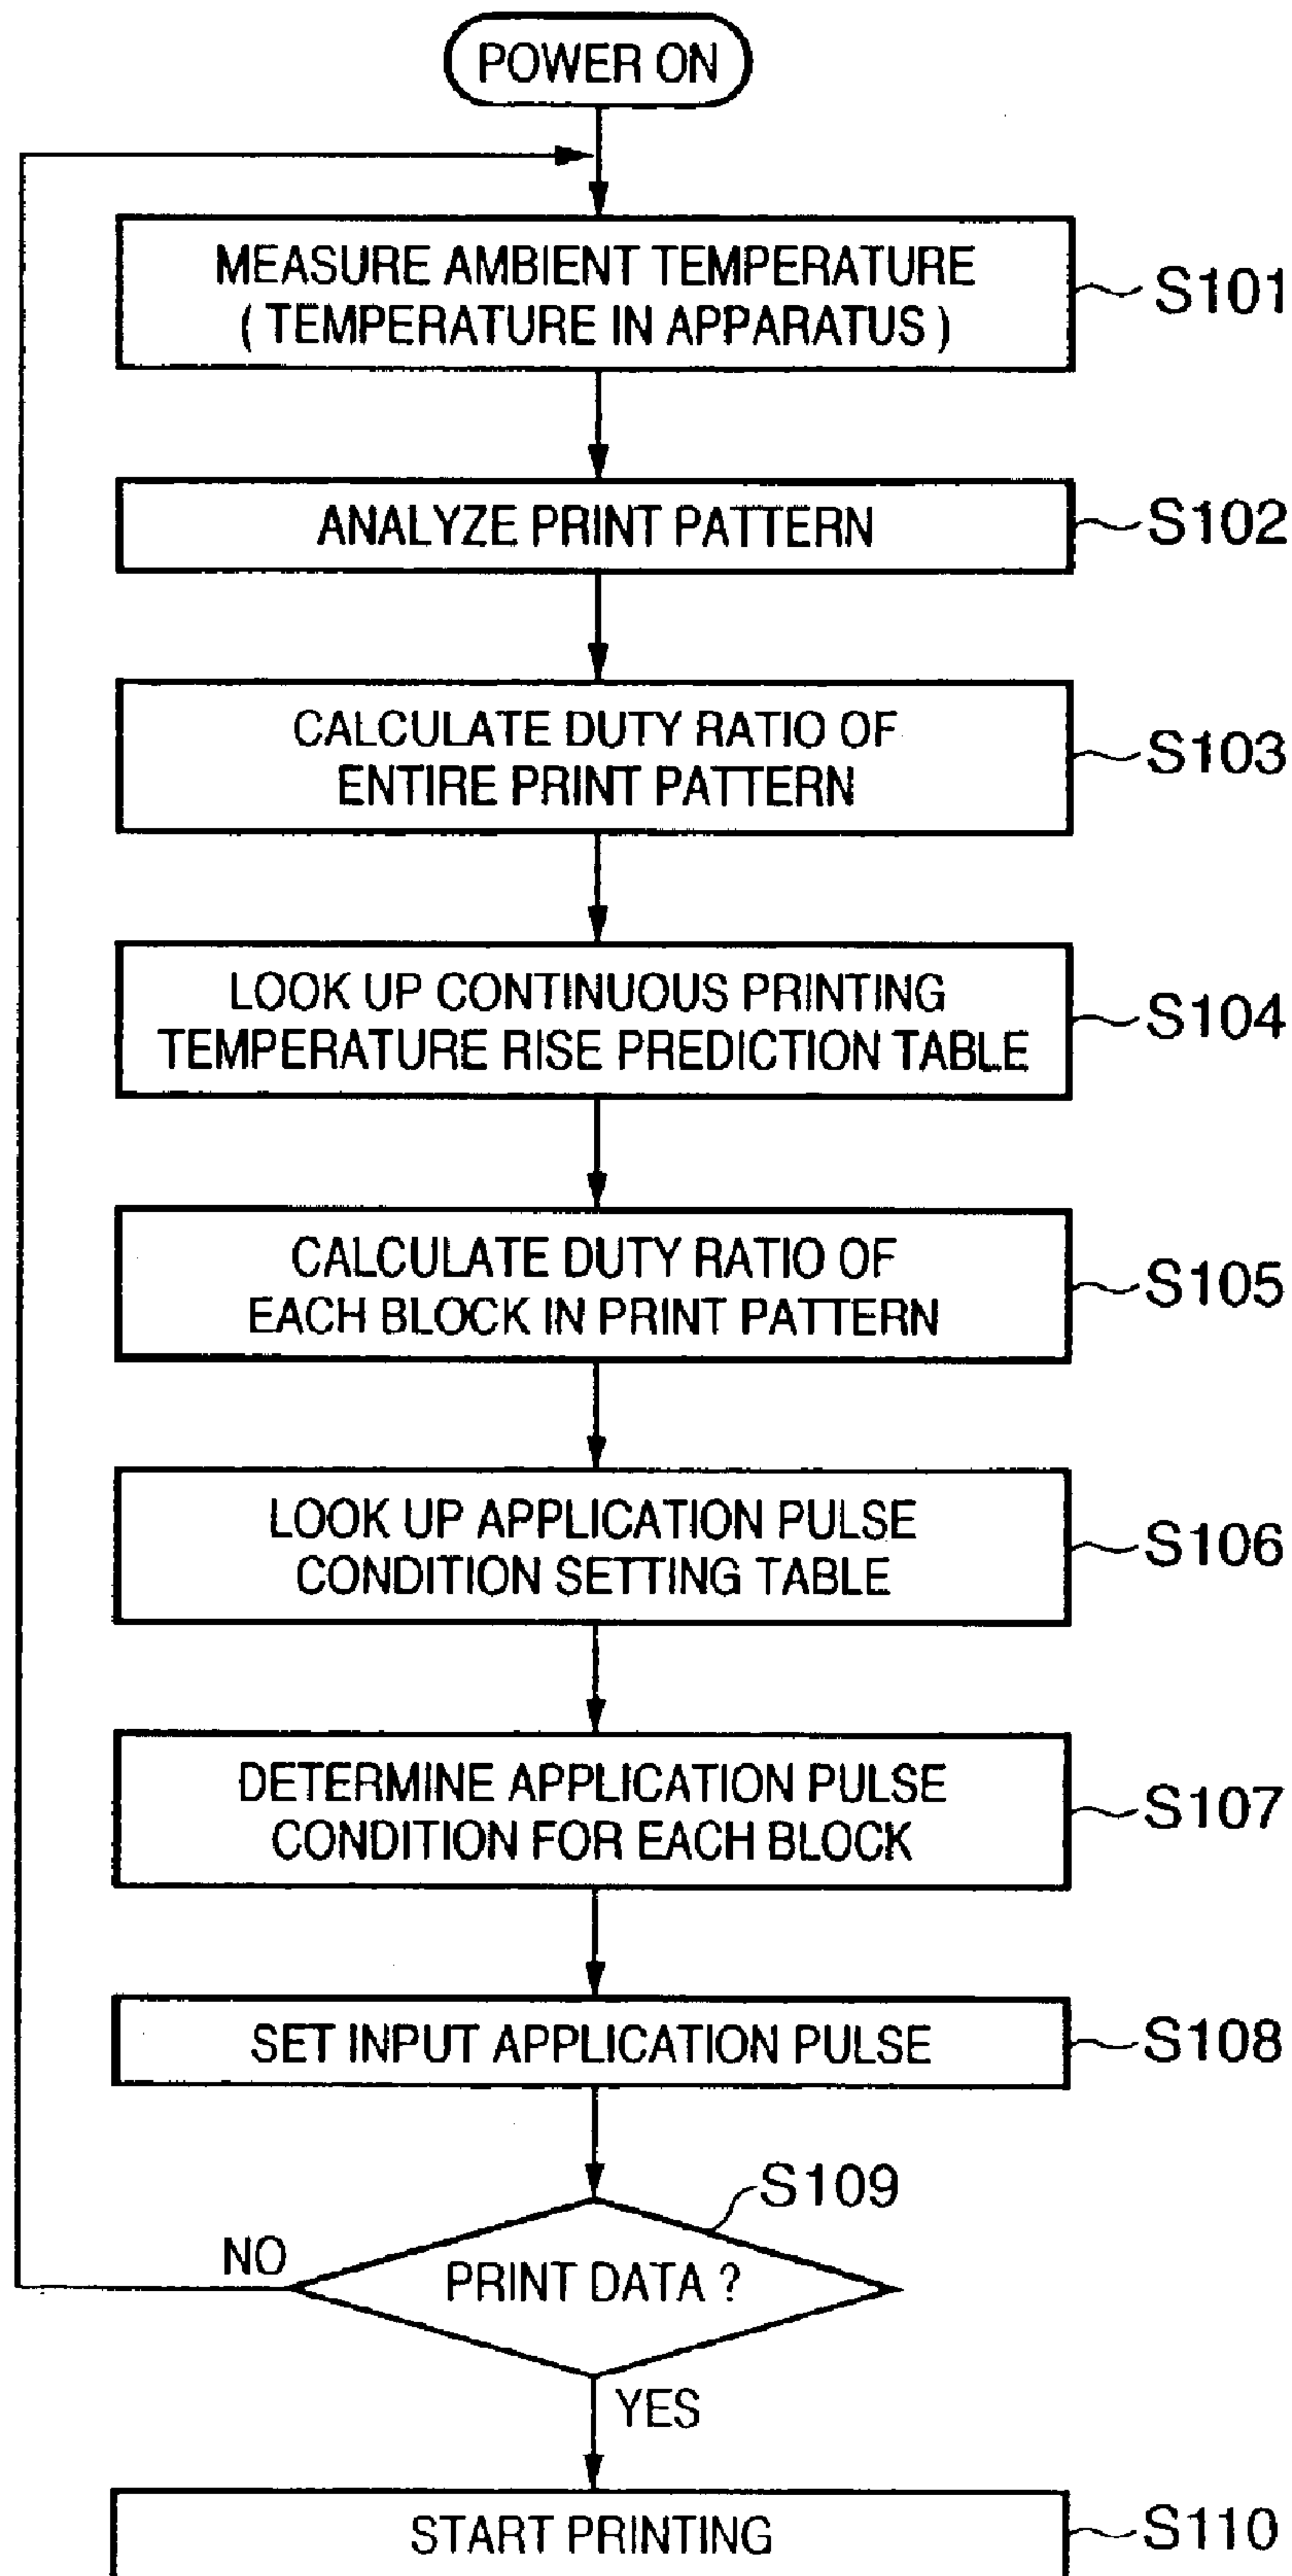 POWER ON
MEASURE AMBIENT TEMPERATURE
( TEMPERATURE IN APPARATUS )
S101
ANALYZE PRINT PATTERN
S102
CALCULATE DUTY RATIO OF
ENTIRE PRINT PATTERN
S103
LOOK UP CONTINUOUS PRINTING
TEMPERATURE RISE PREDICTION TABLE
S104
CALCULATE DUTY RATIO OF
EACH BLOCK IN PRINT PATTERN
S105
LOOK UP APPLICATION PULSE
CONDITION SETTING TABLE
S106
DETERMINE APPLICATION PULSE
CONDITION FOR EACH BLOCK
S107
SET INPUT APPLICATION PULSE
S108
S109
NO
PRINT DATA ?
YES
START PRINTING
S110